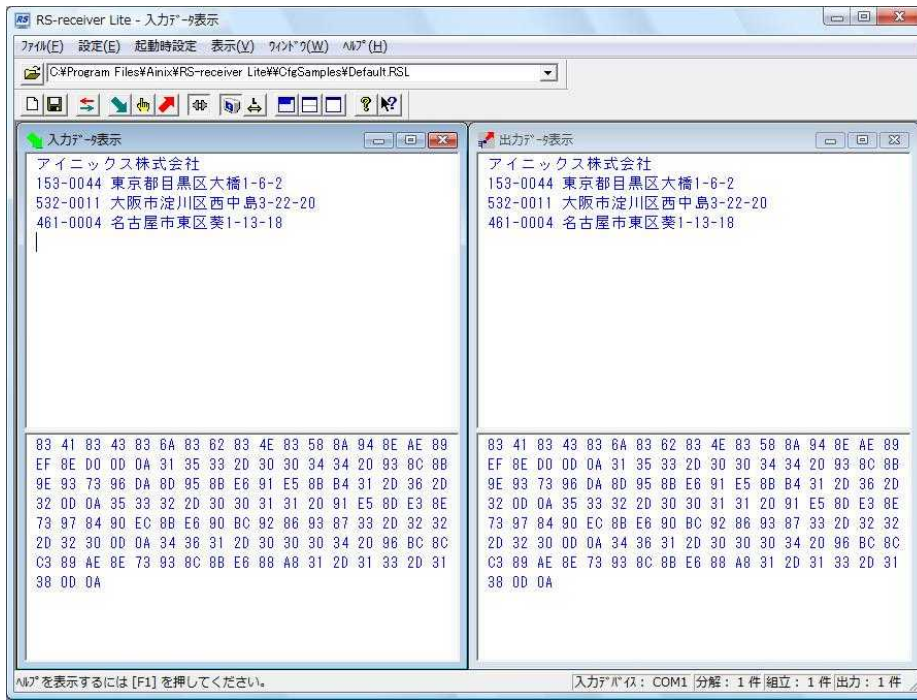 RS-receiver Lite - 入力ﾃﾞｰﾀ表示
ﾌｧｲﾙ(F) 設定(E) 起動時設定 表示(V) ｳｨﾝﾄﾞｳ(W) ﾍﾙﾌﾟ(H)
C:¥Program Files¥Ainix¥RS-receiver Lite¥¥CfgSamples¥Default.RSL
入力ﾃﾞｰﾀ表示
アイニックス株式会社
153-0044 東京都目黒区大橋1-6-2
532-0011 大阪市淀川区西中島3-22-20
461-0004 名古屋市東区葵1-13-18
83 41 83 43 83 6A 83 62 83 4E 83 58 8A 94 8E AE 89
EF 8E D0 0D 0A 31 35 33 2D 30 30 34 34 20 93 8C 8B
9E 93 73 96 DA 8D 95 8B E6 91 E5 8B B4 31 2D 36 2D
32 0D 0A 35 33 32 2D 30 30 31 31 20 91 E5 8D E3 8E
73 97 84 90 EC 8B E6 90 BC 92 86 93 87 33 2D 32 32
2D 32 30 0D 0A 34 36 31 2D 30 30 30 34 20 96 BC 8C
C3 89 AE 8E 73 93 8C 8B E6 88 A8 31 2D 31 33 2D 31
38 0D 0A
出力データ表示
アイニックス株式会社
153-0044 東京都目黒区大橋1-6-2
532-0011 大阪市淀川区西中島3-22-20
461-0004 名古屋市東区葵1-13-18
83 41 83 43 83 6A 83 62 83 4E 83 58 8A 94 8E AE 89
EF 8E D0 0D 0A 31 35 33 2D 30 30 34 34 20 93 8C 8B
9E 93 73 96 DA 8D 95 8B E6 91 E5 8B B4 31 2D 36 2D
32 0D 0A 35 33 32 2D 30 30 31 31 20 91 E5 8D E3 8E
73 97 84 90 EC 8B E6 90 BC 92 86 93 87 33 2D 32 32
2D 32 30 0D 0A 34 36 31 2D 30 30 30 34 20 96 BC 8C
C3 89 AE 8E 73 93 8C 8B E6 88 A8 31 2D 31 33 2D 31
38 0D 0A
ﾍﾙﾌﾟを表示するには [F1] を押してください。
入力ﾃﾞﾊﾞｲｽ: COM1 分解: 1 件 組立: 1 件 出力: 1 件